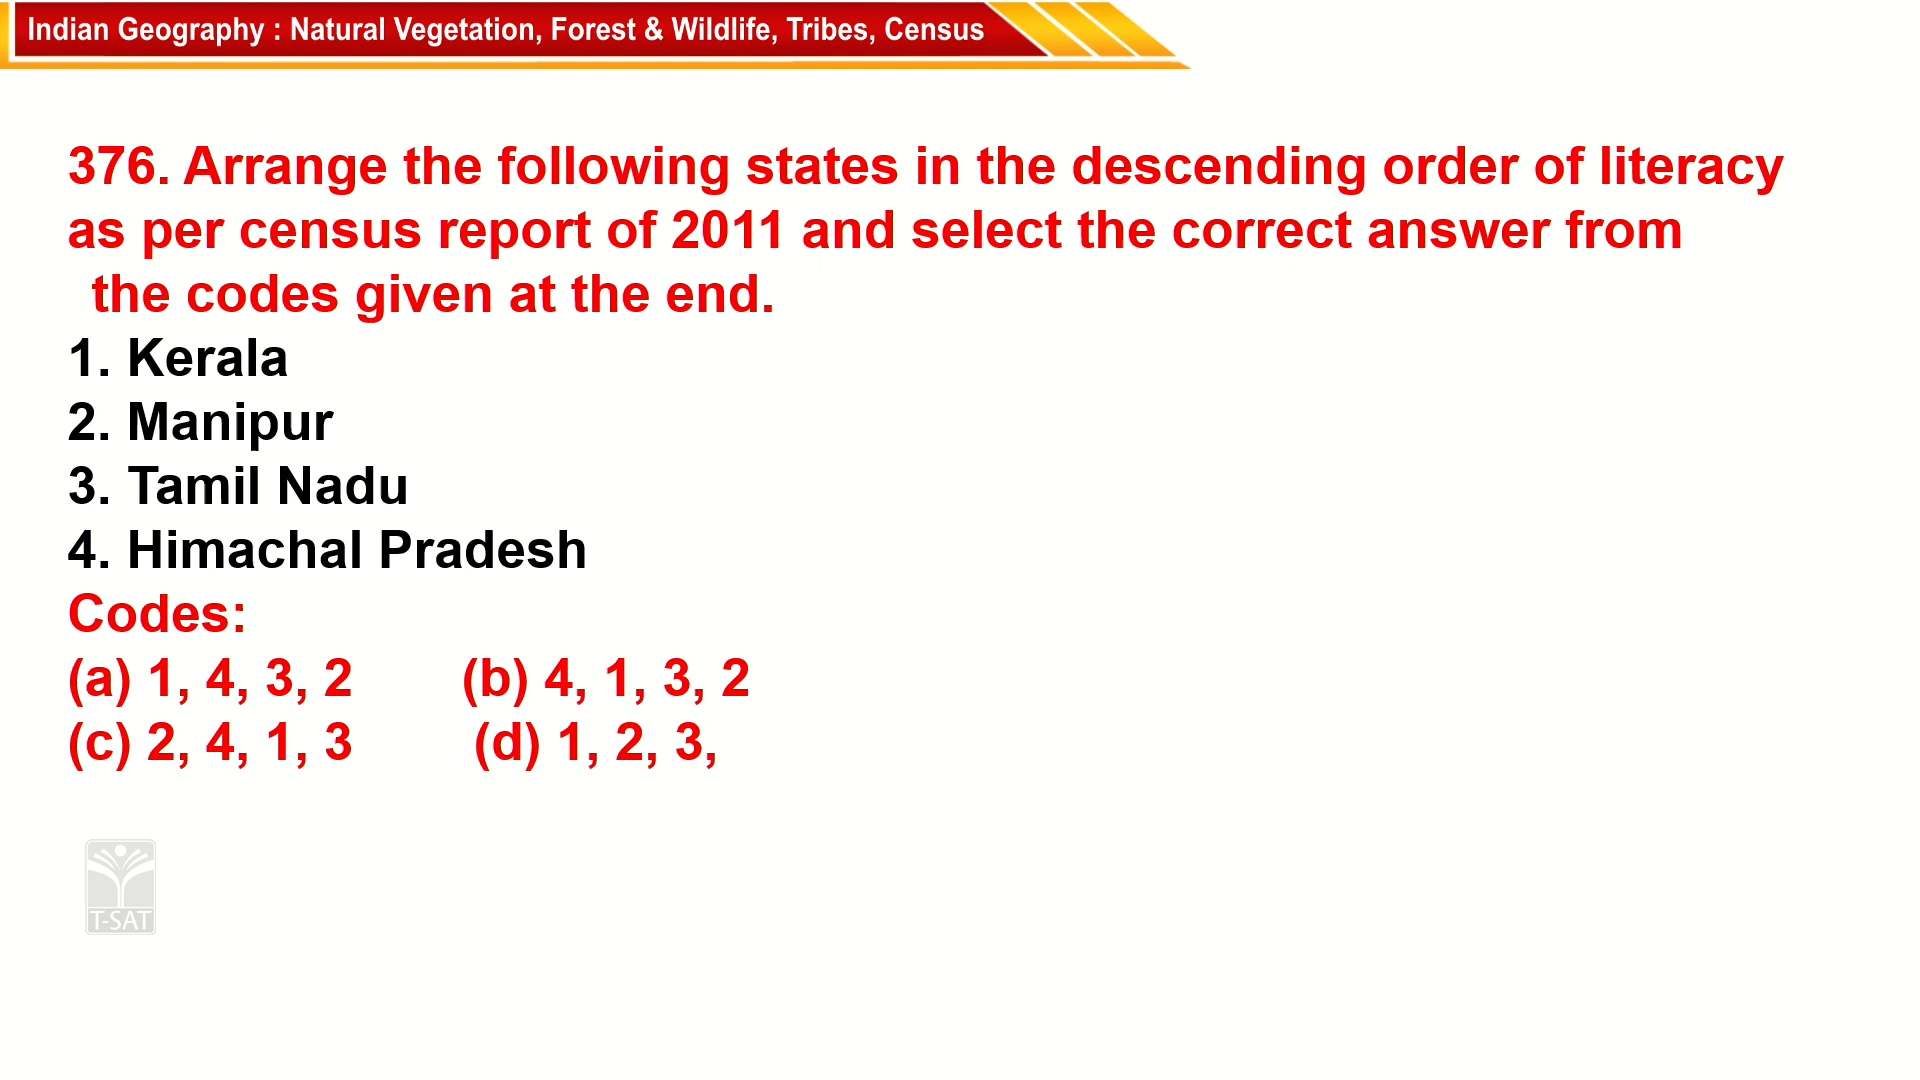 Indian Geography : Natural Vegetation, Forest & Wildlife, Tribes, Census
376. Arrange the following states in the descending order of literacy
as per census report of 2011 and select the correct answer from
the codes given at the end.
1. Kerala
2. Manipur
3. Tamil Nadu
4. Himachal Pradesh
Codes:
(a) 1, 4, 3, 2 (b) 4, 1, 3, 2
(c) 2, 4, 1, 3 (d) 1, 2, 3,
T-SAT